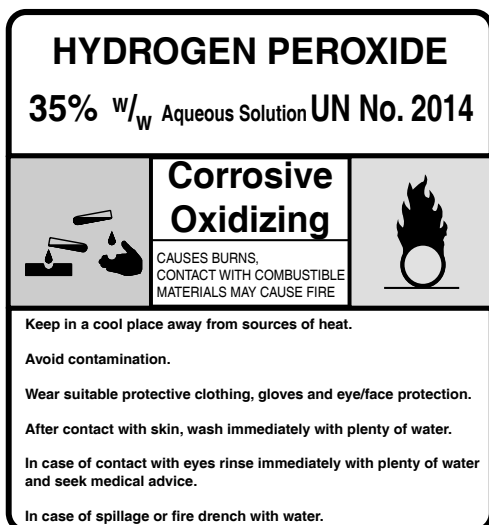 HYDROGEN PEROXIDE
35% w/w Aqueous Solution UN No. 2014
Corrosive
Oxidizing
CAUSES BURNS,
CONTACT WITH COMBUSTIBLE
MATERIALS MAY CAUSE FIRE
Keep in a cool place away from sources of heat.
Avoid contamination.
Wear suitable protective clothing, gloves and eye/face protection.
After contact with skin, wash immediately with plenty of water.
In case of contact with eyes rinse immediately with plenty of water
and seek medical advice.
In case of spillage or fire drench with water.